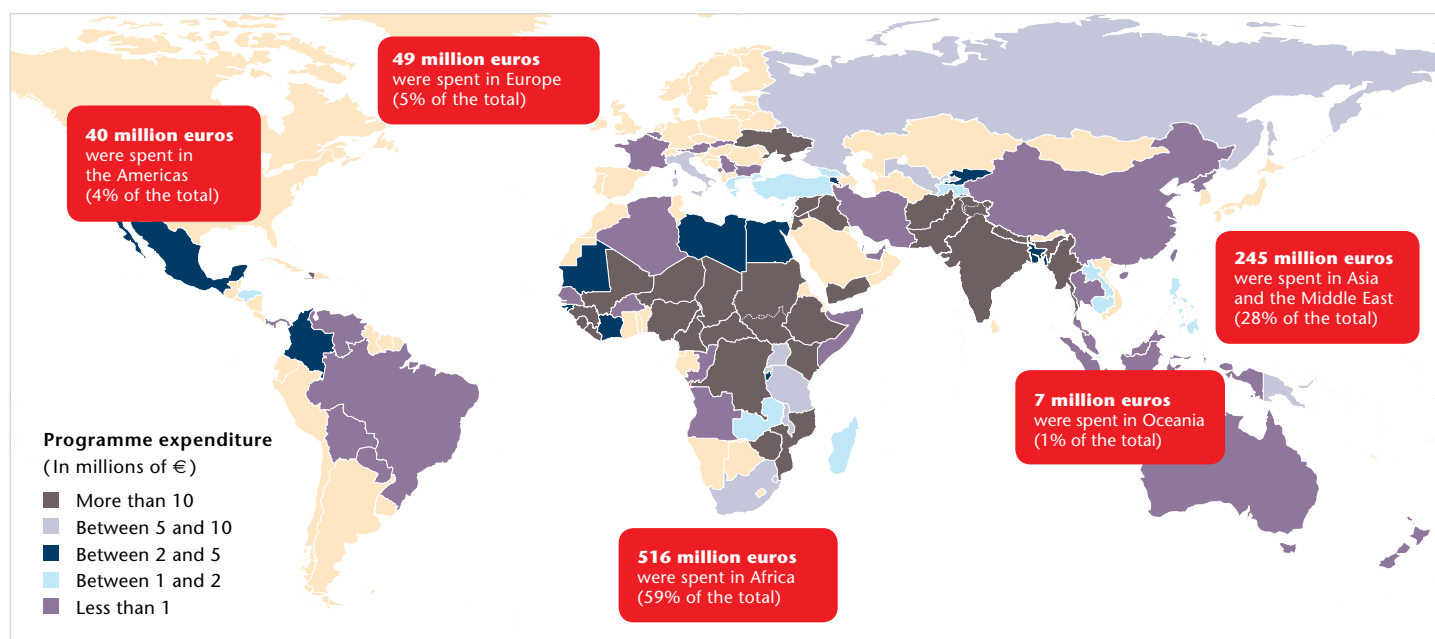 49 million euros
were spent in Europe
(5% of the total)
40 million euros
were spent in
the Americas
(4% of the total)
245 million euros
were spent in Asia
and the Middle East
(28% of the total)
7 million euros
were spent in Oceania
(1% of the total)
516 million euros
were spent in Africa
(59% of the total)
Programme expenditure
(In millions of €)
More than 10
Between 5 and 10
Between 2 and 5
Between 1 and 2
Less than 1